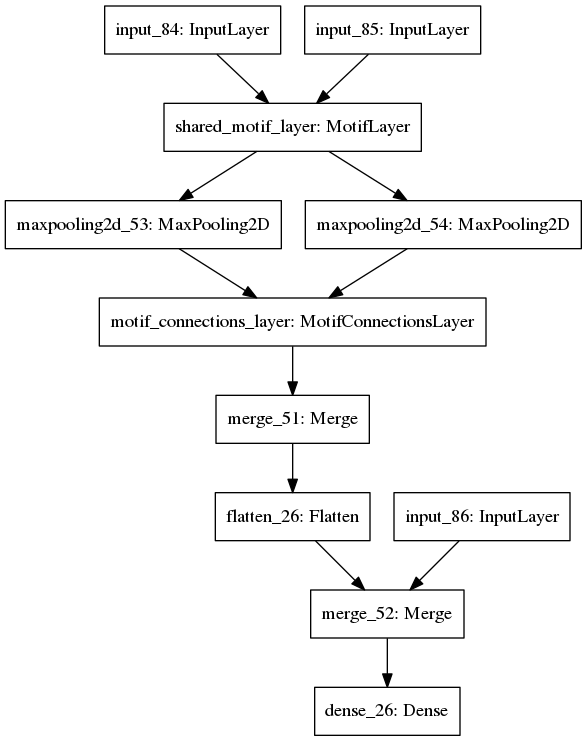 input_84: InputLayer
input_85: InputLayer
shared_motif_layer: MotifLayer
maxpooling2d_53: MaxPooling2D
maxpooling2d_54: MaxPooling2D
motif_connections_layer: MotifConnectionsLayer
merge_51: Merge
flatten_26: Flatten
input_86: InputLayer
merge_52: Merge
dense_26: Dense